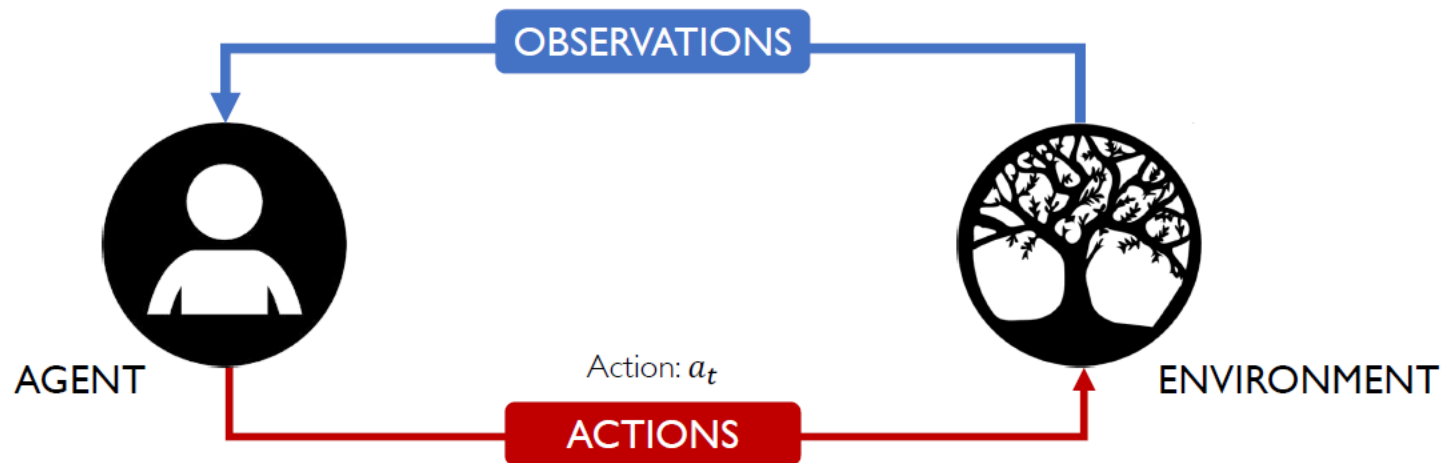 OBSERVATIONS
AGENT
Action: 𝑎ₜ
ENVIRONMENT
ACTIONS